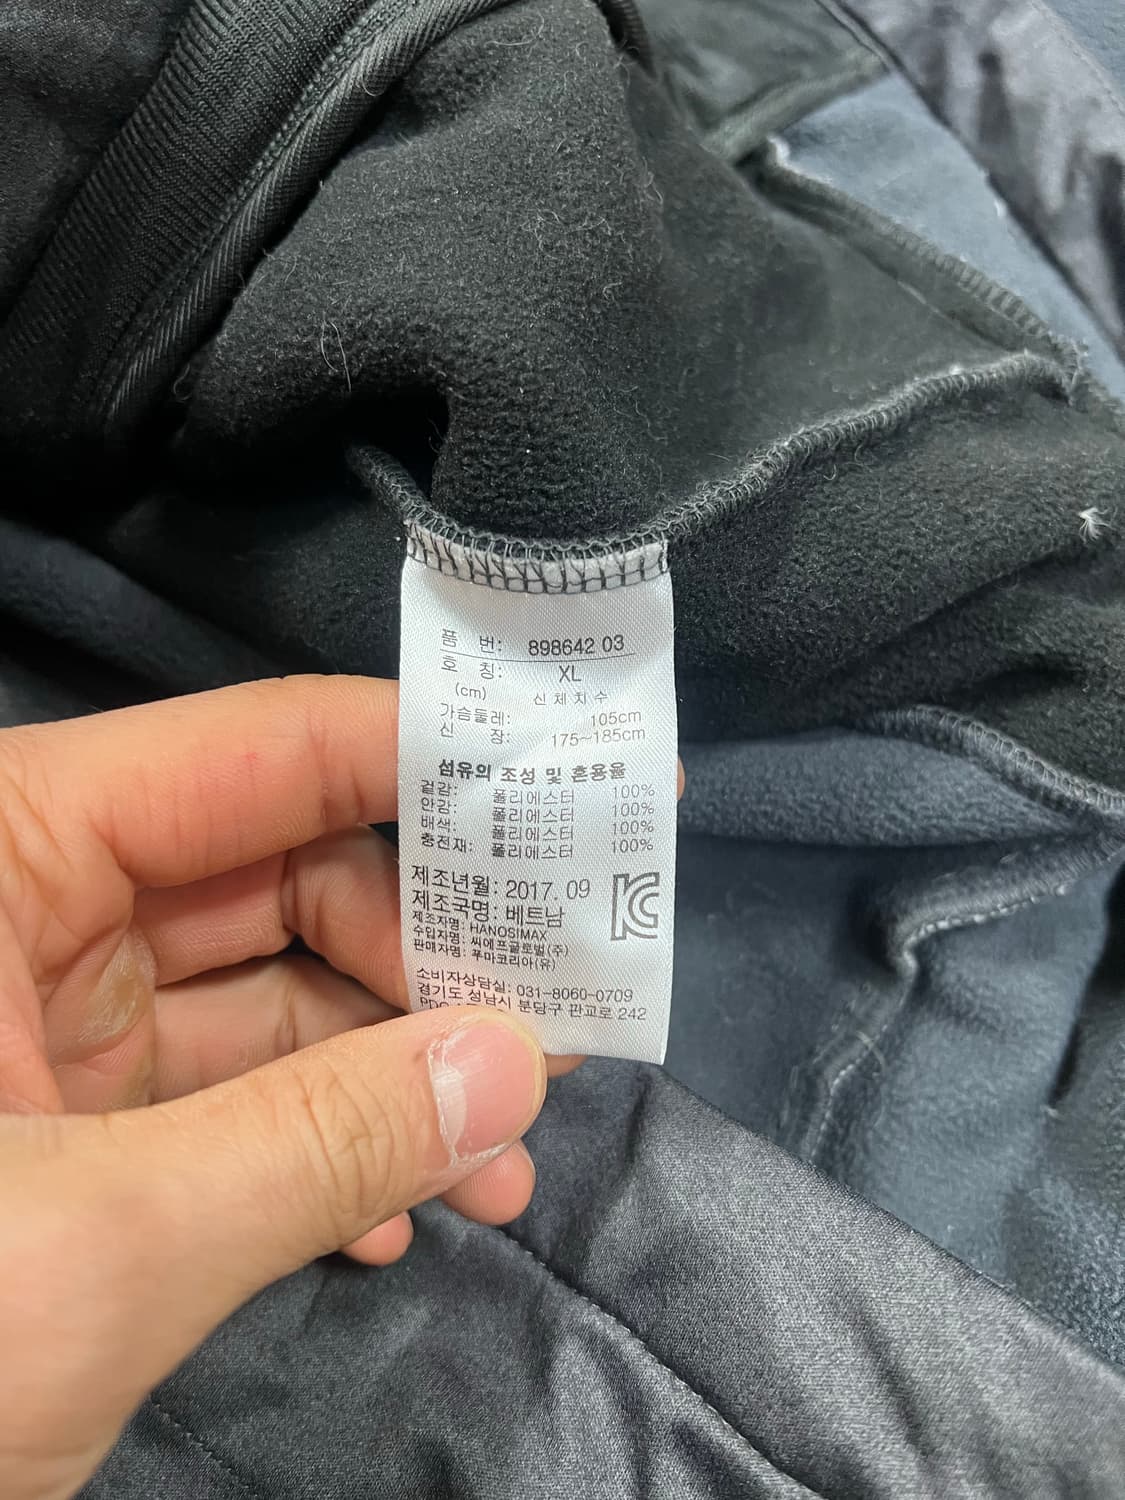 품 번: 898642 03
호 칭: XL
(cm) 신체치수
가슴둘레: 105cm
신 장: 175~185cm
섬유의 조성 및 혼용율
겉감: 폴리에스터 100%
안감: 폴리에스터 100%
배색: 폴리에스터 100%
충전재: 폴리에스터 100%
제조년월: 2017. 09
제조국명: 베트남
제조자명: HANOSIMAX
수입자명: 씨에프글로벌(주)
판매자명: 푸마코리아(유)
소비자상담실: 031-8060-0709
경기도 성남시 분당구 판교로 242
KC